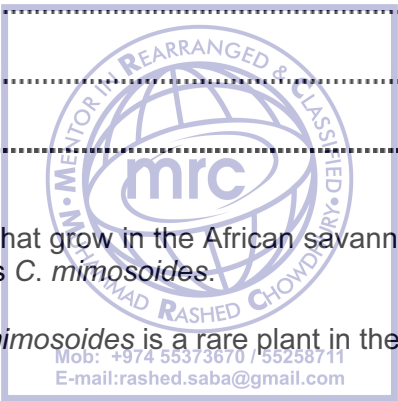 MENTOR IN REARRANGED & CLASSIFIED
mrc
hat grow in the African savann
s C. mimosoides.
MUHAMMAD RASHED CHOWDHURY
imosoides is a rare plant in the
Mob: +974 55373670 / 55258711
E-mail:rashed.saba@gmail.com